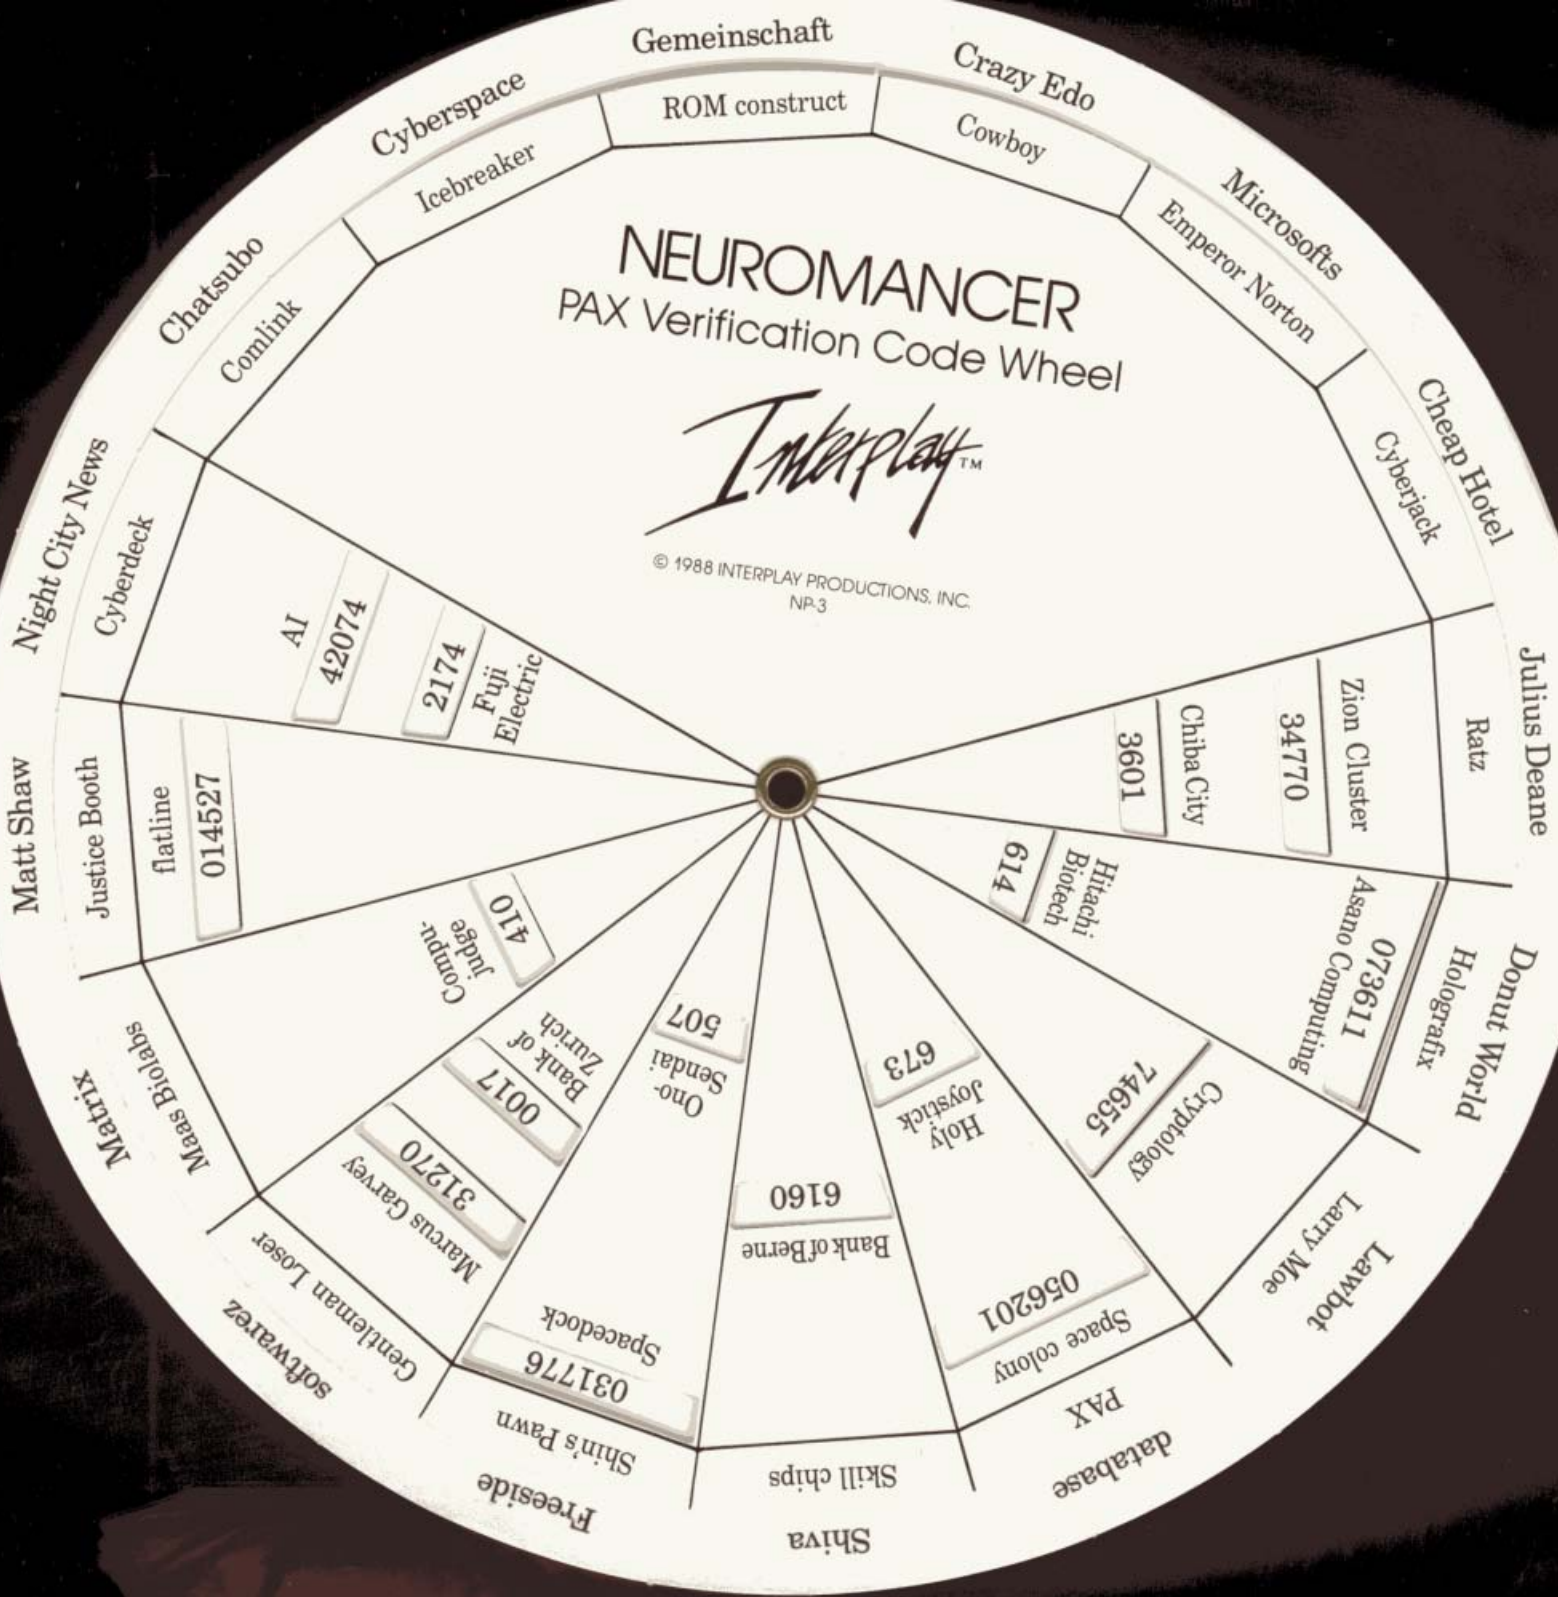 Gemeinschaft
Crazy Edo
Microsofts
Cheap Hotel
Julius Deane
Donut World
Lawbot
database
Shiva
Freeside
softwarez
Matrix
Matt Shaw
Night City News
Chatsubo
Cyberspace
ROM construct
Cowboy
Emperor Norton
Cyberjack
Ratz
Holografix
Larry Moe
PAX
Skill chips
Shin's Pawn
Gentleman Loser
Maas Biolabs
Justice Booth
Cyberdeck
Comlink
Icebreaker
NEUROMANCER
PAX Verification Code Wheel
Interplay™
© 1988 INTERPLAY PRODUCTIONS, INC.
NP-3
Zion Cluster
34770
Chiba City
3601
Hitachi
Biotech
614
Asano Computing
073611
Cryptology
74655
Holy
Joystick
673
Space colony
056201
Bank of Berne
6160
Ono-
Sendai
507
Spacedock
031776
Bank of
Zurich
0017
Marcus Garvey
31270
Compu-
judge
410
flatline
014527
AI
42074
2174
Fuji
Electric